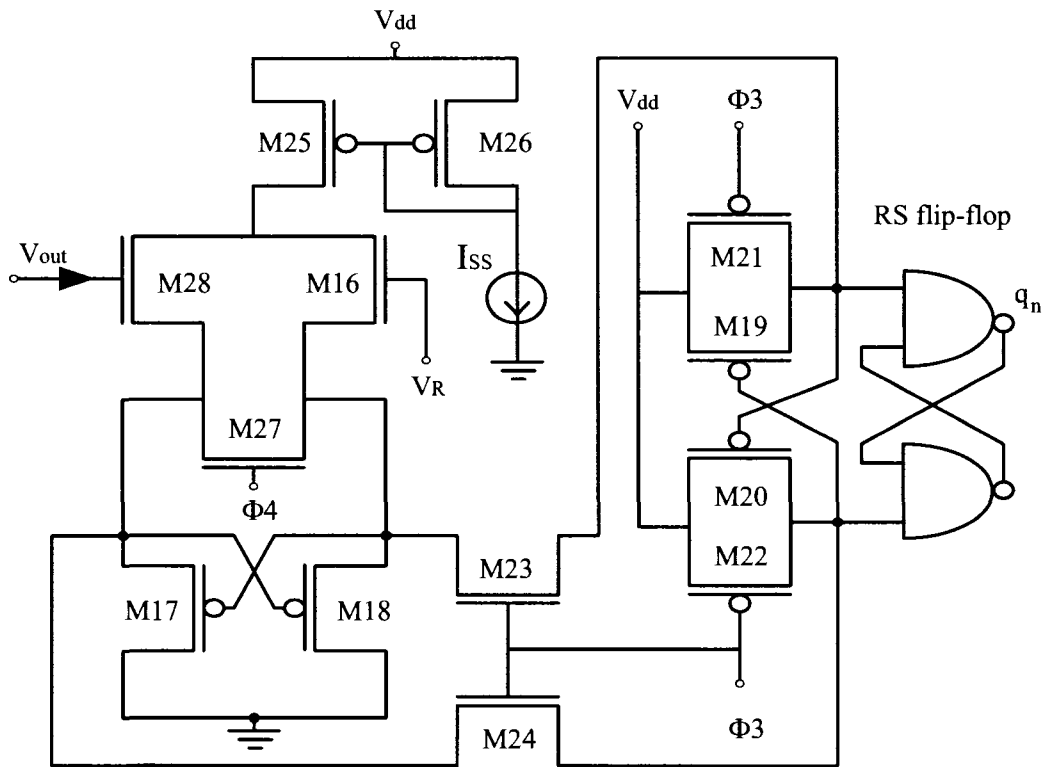 Vdd
M25
M26
Vdd
Φ3
RS flip-flop
Vout
M28
M16
ISS
M21
M19
qn
VR
M27
Φ4
M20
M22
M17
M18
M23
M24
Φ3